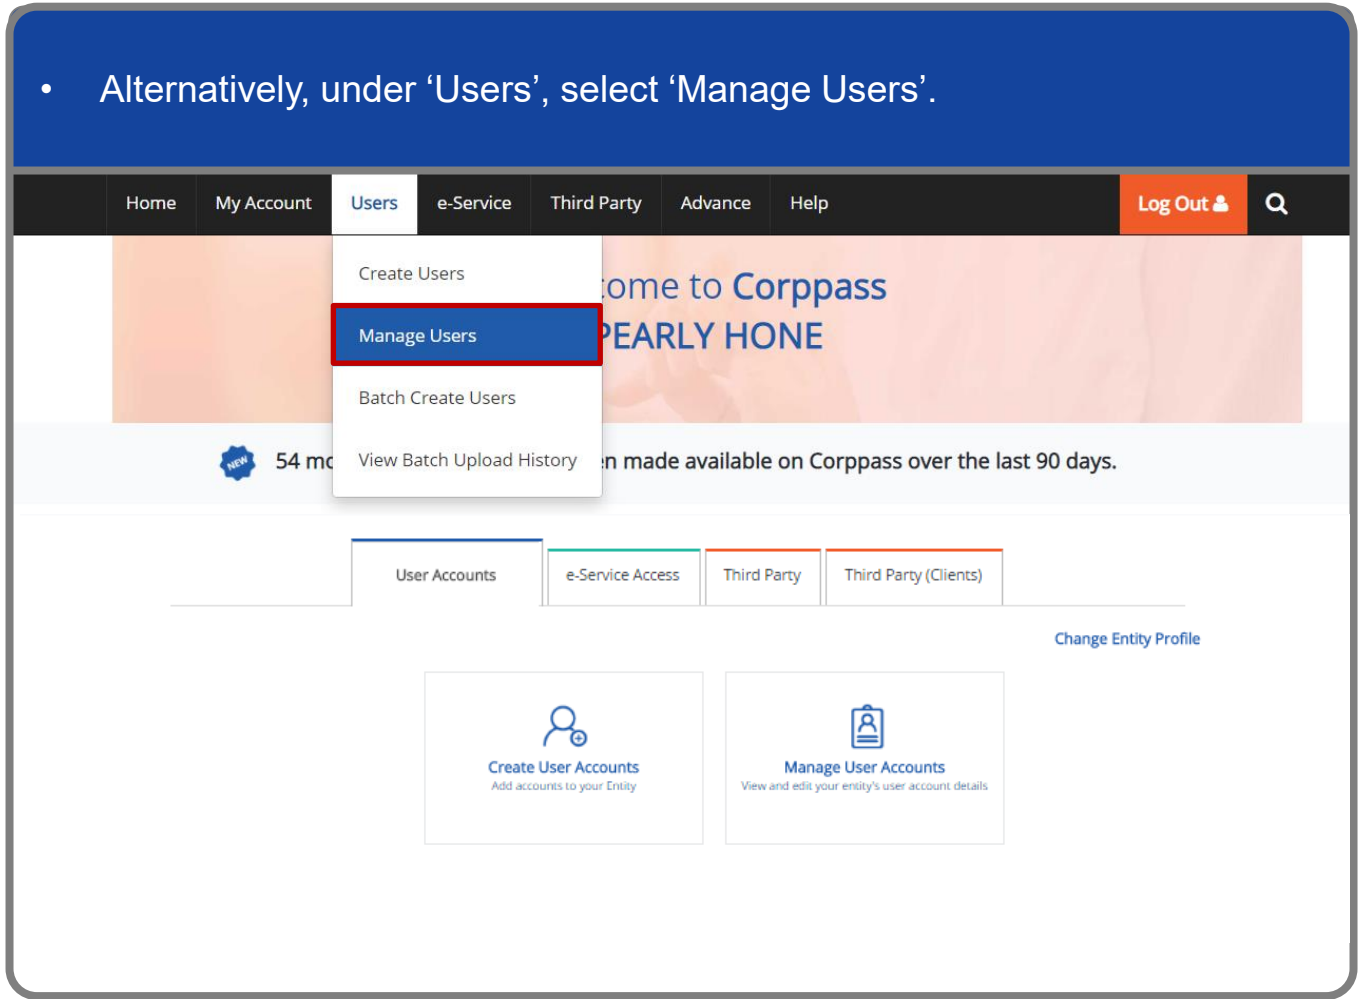 • Alternatively, under ‘Users’, select ‘Manage Users’.
Home My Account Users e-Service Third Party Advance Help Log Out
Create Users
Manage Users
Batch Create Users
View Batch Upload History
to Corppass
PEARLY HONE
NEW 54 made available on Corppass over the last 90 days.
User Accounts e-Service Access Third Party Third Party (Clients)
Change Entity Profile
Create User Accounts
Add accounts to your Entity
Manage User Accounts
View and edit your entity's user account details